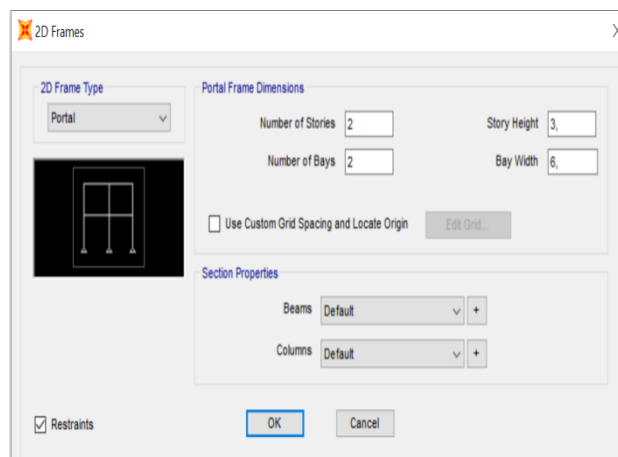 2D Frames
2D Frame Type
Portal
Portal Frame Dimensions
Number of Stories 2
Story Height 3,
Number of Bays 2
Bay Width 6,
Use Custom Grid Spacing and Locate Origin
Edit Grid...
Section Properties
Beams Default +
Columns Default +
Restraints
OK
Cancel